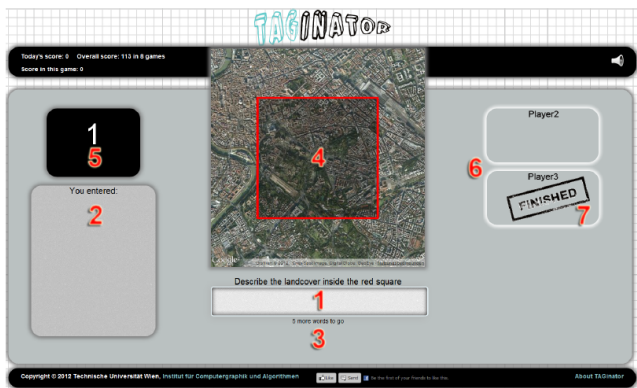 TAGINATOR
Today's score: 0 Overall score: 113 in 8 games
Score in this game: 0
1
5
You entered:
2
4
Google
Player2
6
Player3
FINISHED
7
Describe the landcover inside the red square
1
5 more words to go
3
Copyright © 2012 Technische Universität Wien, Institut für Computergraphik und Algorithmen
Like Send Be the first of your friends to like this.
About TAGinator